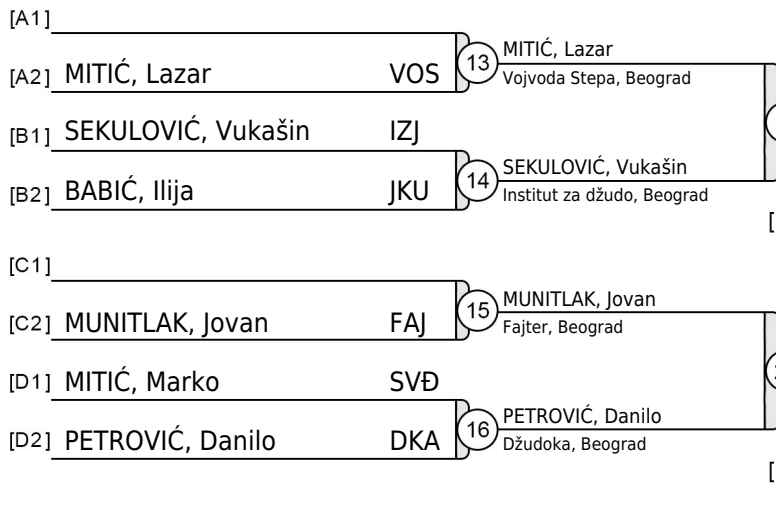 [A1]
[A2] MITIĆ, Lazar VOS
13
MITIĆ, Lazar
Vojvoda Stepa, Beograd
[B1] SEKULOVIĆ, Vukašin IZJ
[B2] BABIĆ, Ilija JKU
14
SEKULOVIĆ, Vukašin
Institut za džudo, Beograd
[
[C1]
[C2] MUNITLAK, Jovan FAJ
15
MUNITLAK, Jovan
Fajter, Beograd
[D1] MITIĆ, Marko SVĐ
[D2] PETROVIĆ, Danilo DKA
16
PETROVIĆ, Danilo
Džudoka, Beograd
[